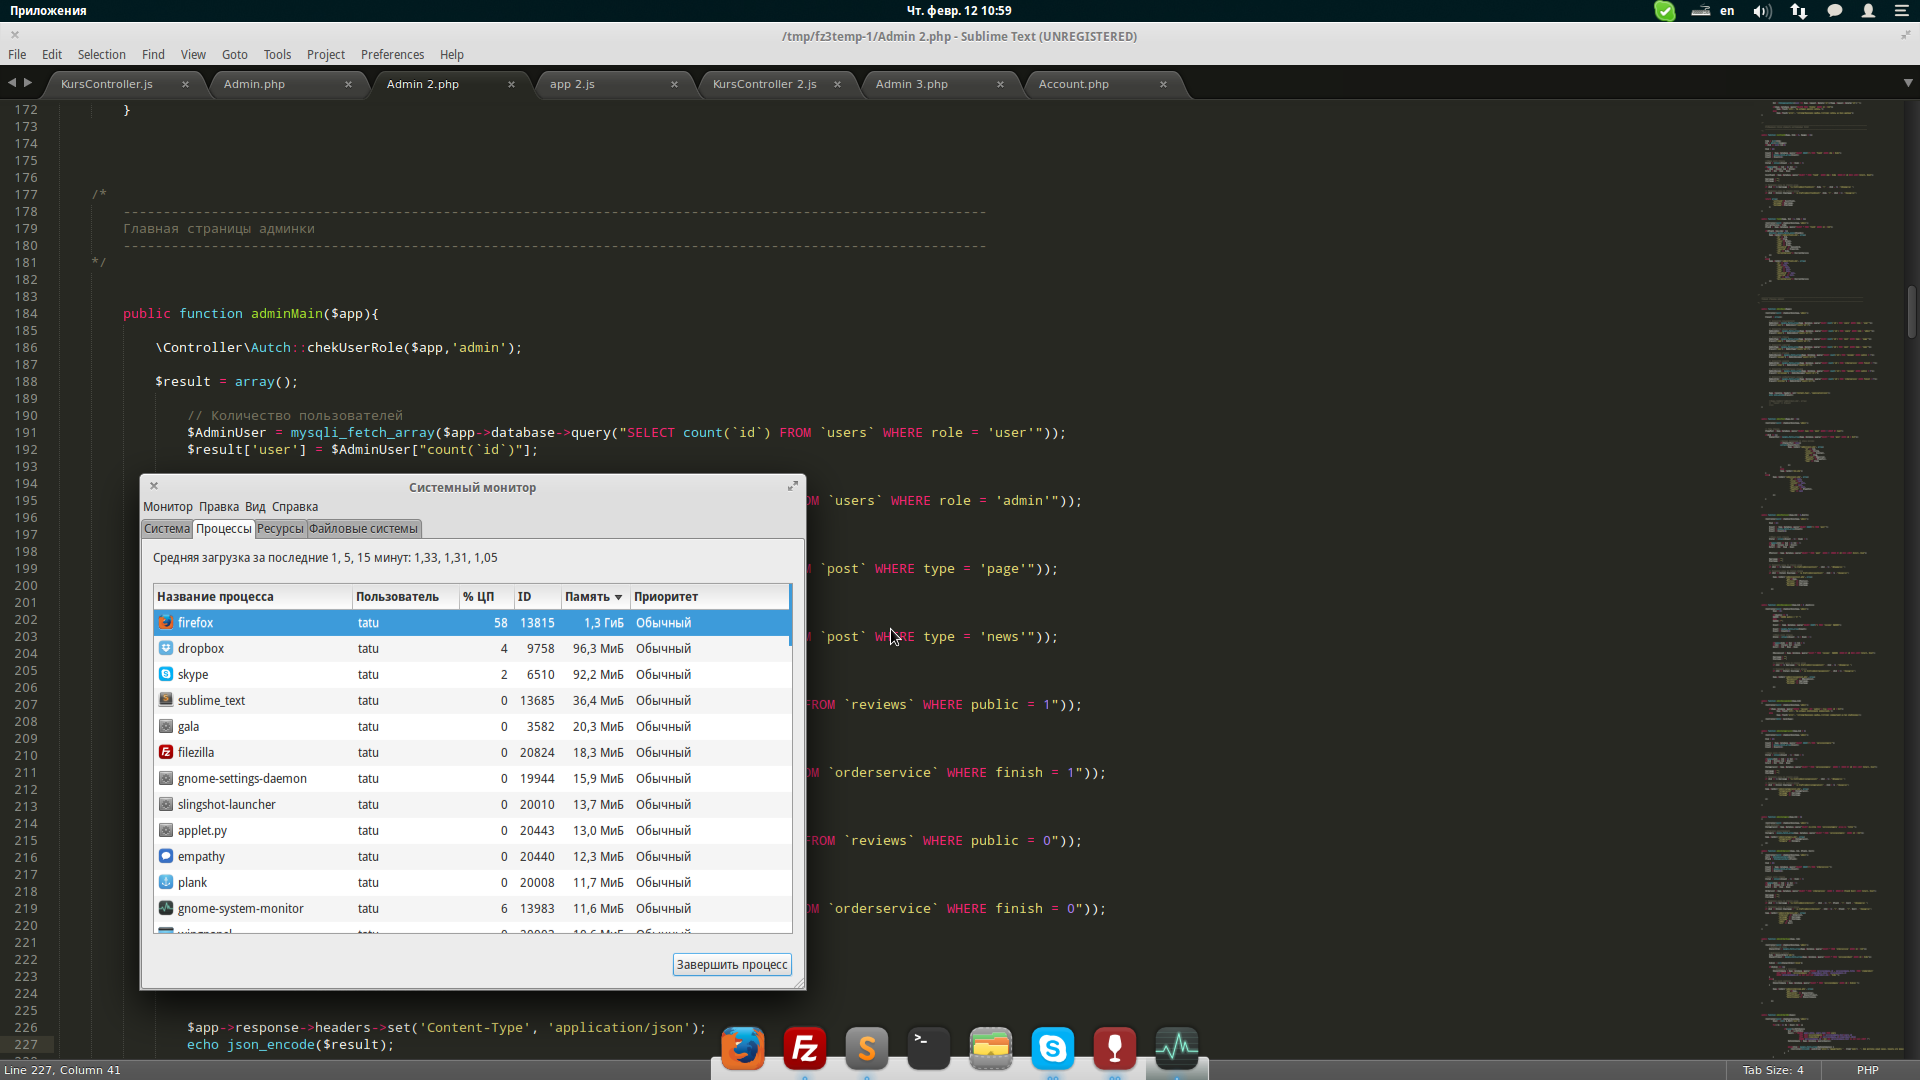 Приложения
Чт. февр. 12 10:59
en
/tmp/fz3temp-1/Admin 2.php - Sublime Text (UNREGISTERED)
File Edit Selection Find View Goto Tools Project Preferences Help
KursController.js Admin.php Admin 2.php app 2.js KursController 2.js Admin 3.php Account.php
172 }
173
174
175
176
177 /*
178 ------------------------------------------------------------------------------------------------------------
179 Главная страницы админки
180 ------------------------------------------------------------------------------------------------------------
181 */
182
183
184 public function adminMain($app){
185
186 \Controller\Autch::chekUserRole($app,'admin');
187
188 $result = array();
189
190 // Количество пользователей
191 $AdminUser = mysqli_fetch_array($app->database->query("SELECT count(`id`) FROM `users` WHERE role = 'user'"));
192 $result['user'] = $AdminUser["count(`id`)"];
193
194
195 OM `users` WHERE role = 'admin'"));
196
197
198
199 `post` WHERE type = 'page'"));
200
201
202
203 `post` WHERE type = 'news'"));
204
205
206
207 FROM `reviews` WHERE public = 1"));
208
209
210
211 OM `orderservice` WHERE finish = 1"));
212
213
214
215 FROM `reviews` WHERE public = 0"));
216
217
218
219 OM `orderservice` WHERE finish = 0"));
220
221
222
223
224
225
226 $app->response->headers->set('Content-Type', 'application/json');
227 echo json_encode($result);
Системный монитор
Монитор Правка Вид Справка
Система Процессы Ресурсы Файловые системы
Средняя загрузка за последние 1, 5, 15 минут: 1,33, 1,31, 1,05
Название процесса Пользователь % ЦП ID Память Приоритет
firefox tatu 58 13815 1,3 ГиБ Обычный
dropbox tatu 4 9758 96,3 МиБ Обычный
skype tatu 2 6510 92,2 МиБ Обычный
sublime_text tatu 0 13685 36,4 МиБ Обычный
gala tatu 0 3582 20,3 МиБ Обычный
filezilla tatu 0 20824 18,3 МиБ Обычный
gnome-settings-daemon tatu 0 19944 15,9 МиБ Обычный
slingshot-launcher tatu 0 20010 13,7 МиБ Обычный
applet.py tatu 0 20443 13,0 МиБ Обычный
empathy tatu 0 20440 12,3 МиБ Обычный
plank tatu 0 20008 11,7 МиБ Обычный
gnome-system-monitor tatu 6 13983 11,6 МиБ Обычный
Завершить процесс
Line 227, Column 41
Tab Size: 4 PHP